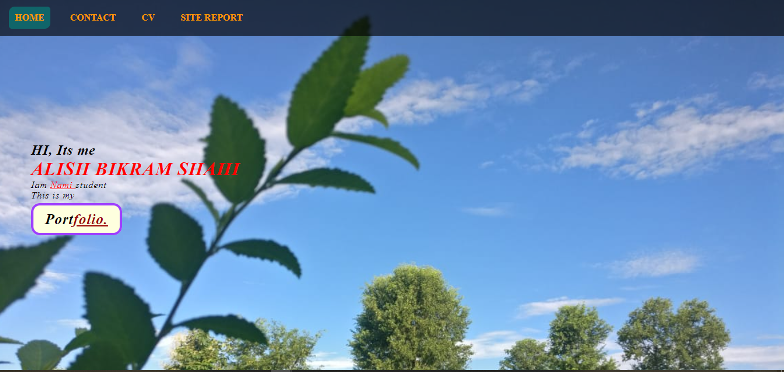 HOME CONTACT CV SITE REPORT
HI, Its me
ALISH BIKRAM SHAHI
Iam Nami student
This is my
Portfolio.